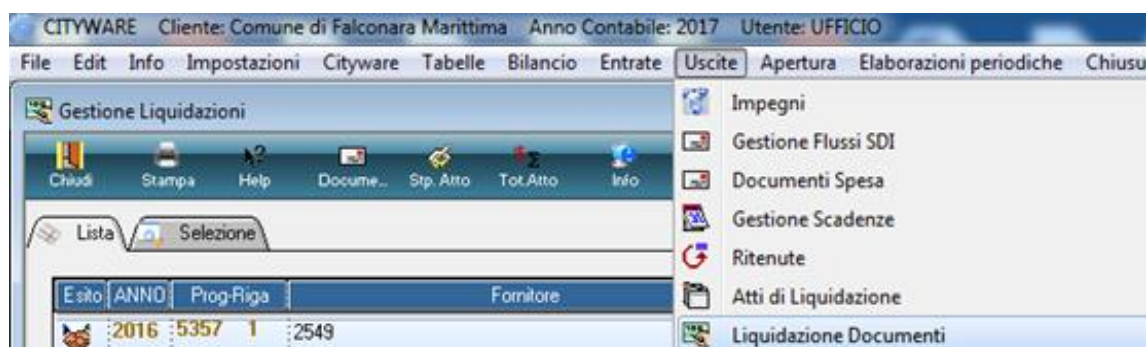 CITYWARE Cliente: Comune di Falconara Marittima Anno Contabile: 2017 Utente: UFFICIO
File Edit Info Impostazioni Cityware Tabelle Bilancio Entrate Uscite Apertura Elaborazioni periodiche Chiusu
Gestione Liquidazioni
Chiudi Stampa Help Docume... Stp. Atto Tot.Atto Info
Lista Selezione
Esito ANNO Prog-Riga Fornitore
2016 5357 1 2549
Impegni
Gestione Flussi SDI
Documenti Spesa
Gestione Scadenze
Ritenute
Atti di Liquidazione
Liquidazione Documenti